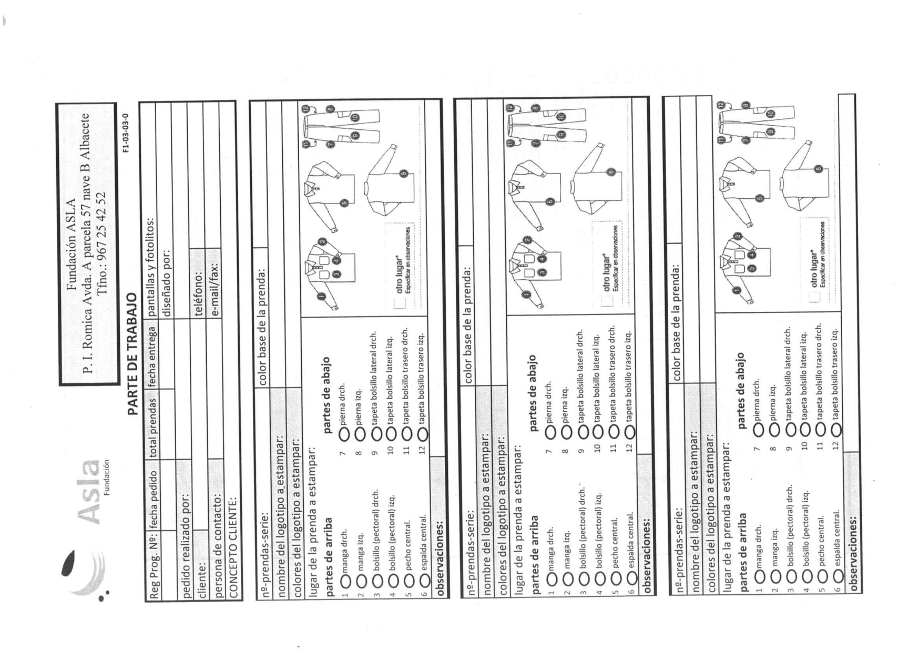 Asla
Fundación
Fundación ASLA
P. I. Romica Avda. A parcela 57 nave B Albacete
Tfno.: 967 25 42 52
PARTE DE TRABAJO
F1-03-03-0
Reg Prog. Nº: fecha pedido total prendas fecha entrega pantallas y fotolitos:
diseñado por:
pedido realizado por:
cliente: teléfono:
persona de contacto: e-mail/fax:
CONCEPTO CLIENTE:
nº-prendas-serie: color base de la prenda:
nombre del logotipo a estampar:
colores del logotipo a estampar:
lugar de la prenda a estampar:
partes de arriba partes de abajo
1 manga drch. 7 pierna drch.
2 manga izq. 8 pierna izq.
3 bolsillo (pectoral) drch. 9 tapeta bolsillo lateral drch.
4 bolsillo (pectoral) izq. 10 tapeta bolsillo lateral izq.
5 pecho central. 11 tapeta bolsillo trasero drch.
6 espalda central. 12 tapeta bolsillo trasero izq.
otro lugar*
Especificar en observaciones
observaciones:
nº-prendas-serie: color base de la prenda:
nombre del logotipo a estampar:
colores del logotipo a estampar:
lugar de la prenda a estampar:
partes de arriba partes de abajo
1 manga drch. 7 pierna drch.
2 manga izq. 8 pierna izq.
3 bolsillo (pectoral) drch. 9 tapeta bolsillo lateral drch.
4 bolsillo (pectoral) izq. 10 tapeta bolsillo lateral izq.
5 pecho central. 11 tapeta bolsillo trasero drch.
6 espalda central. 12 tapeta bolsillo trasero izq.
otro lugar*
Especificar en observaciones
observaciones:
nº-prendas-serie: color base de la prenda:
nombre del logotipo a estampar:
colores del logotipo a estampar:
lugar de la prenda a estampar:
partes de arriba partes de abajo
1 manga drch. 7 pierna drch.
2 manga izq. 8 pierna izq.
3 bolsillo (pectoral) drch. 9 tapeta bolsillo lateral drch.
4 bolsillo (pectoral) izq. 10 tapeta bolsillo lateral izq.
5 pecho central. 11 tapeta bolsillo trasero drch.
6 espalda central. 12 tapeta bolsillo trasero izq.
otro lugar*
Especificar en observaciones
observaciones: